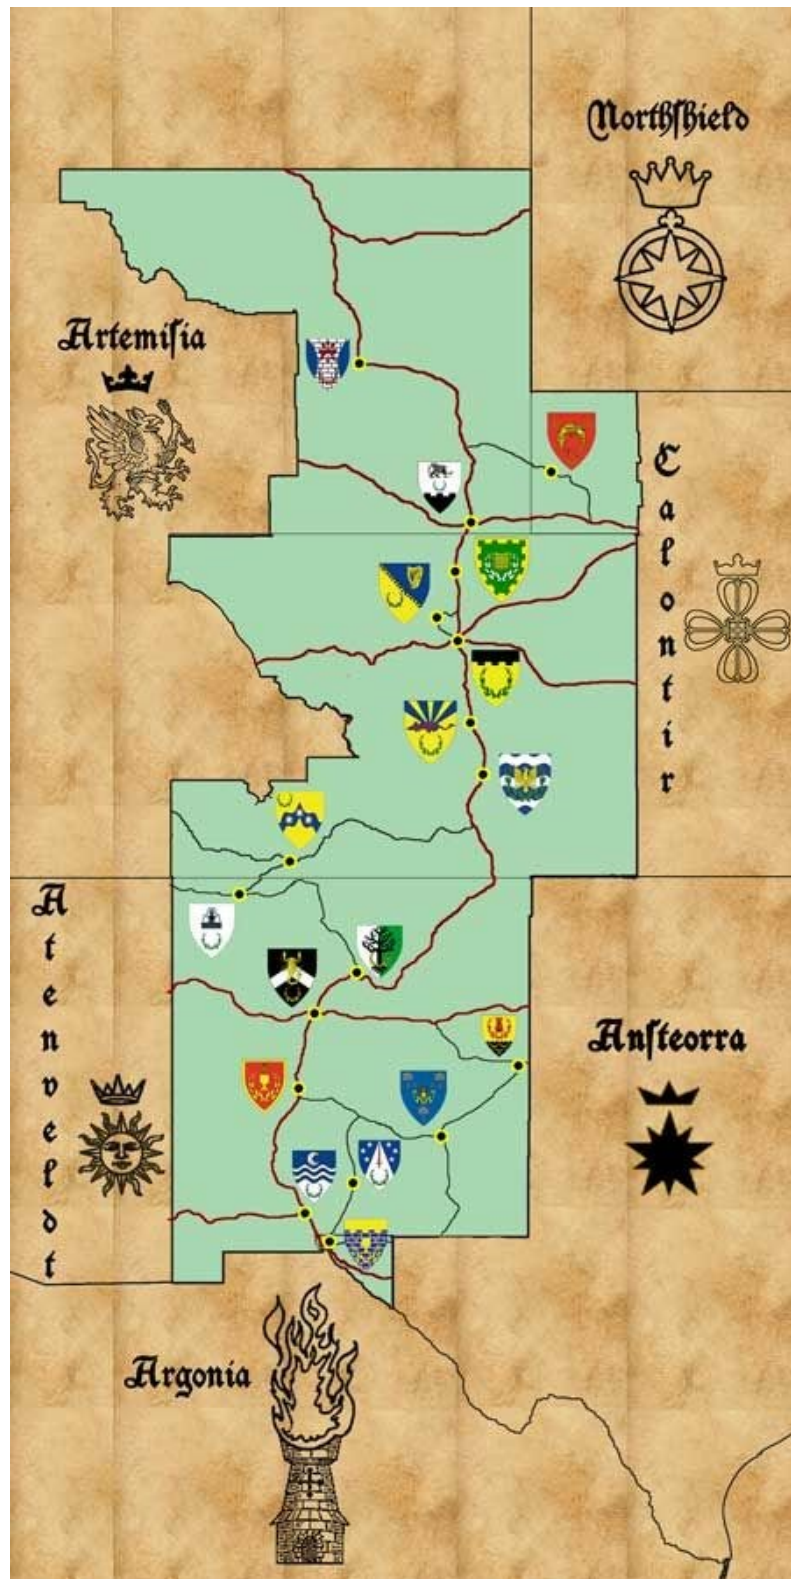 Northſhield
Artemiſia
Calontir
Atenveldt
Anſteorra
Argonia